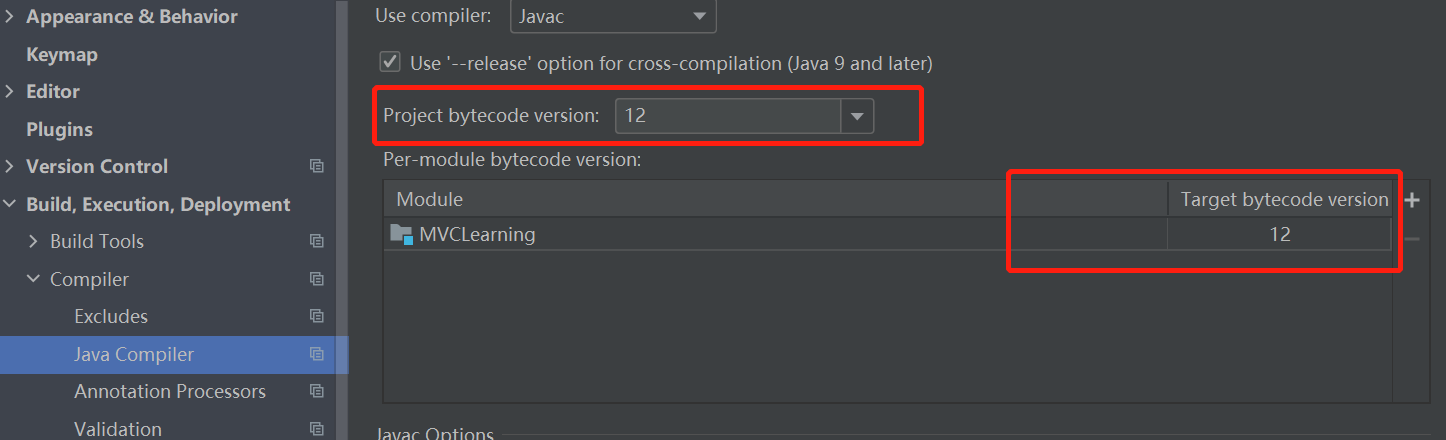 Appearance & Behavior
Keymap
Editor
Plugins
Version Control
Build, Execution, Deployment
Build Tools
Compiler
Excludes
Java Compiler
Annotation Processors
Validation
Use compiler: Javac
Use '--release' option for cross-compilation (Java 9 and later)
Project bytecode version: 12
Per-module bytecode version:
Module Target bytecode version
MVCLearning 12
Javac Options